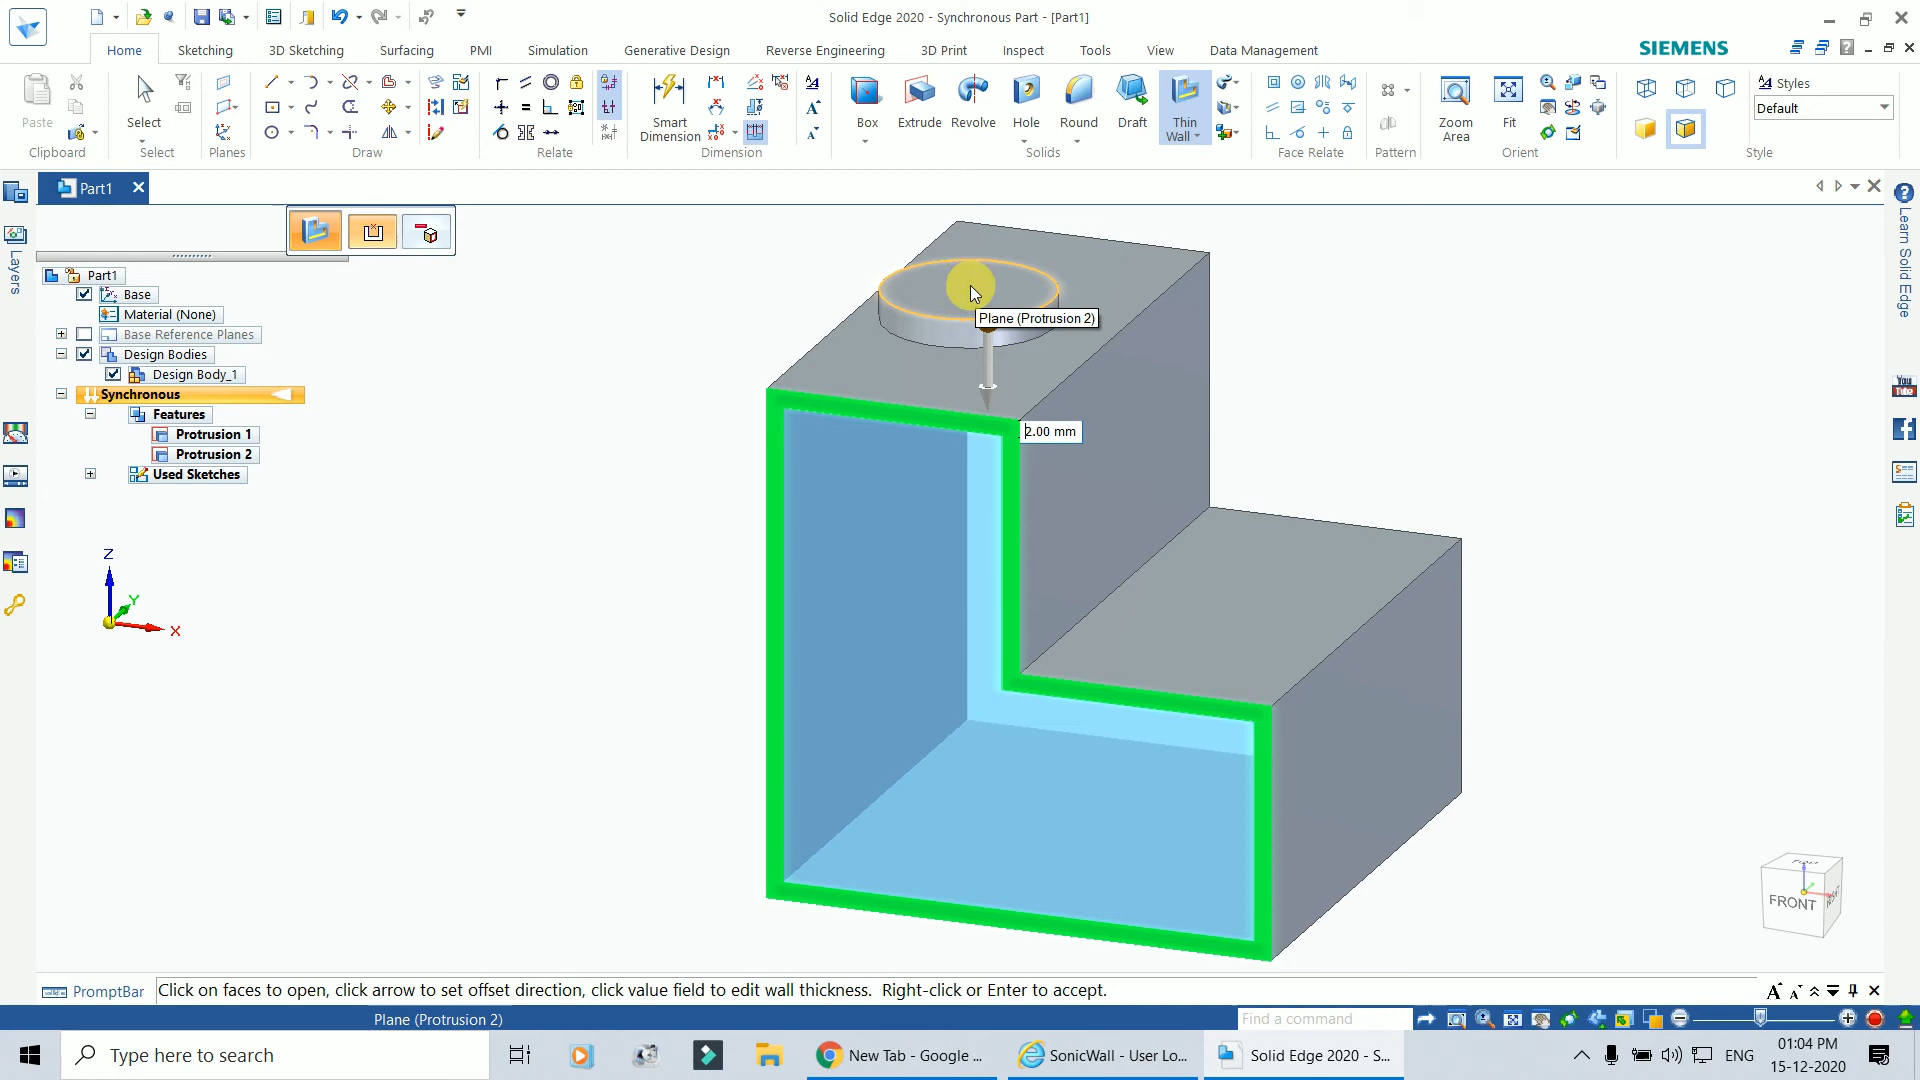 Solid Edge 2020 - Synchronous Part - [Part1]
Home
Sketching
3D Sketching
Surfacing
PMI
Simulation
Generative Design
Reverse Engineering
3D Print
Inspect
Tools
View
Data Management
SIEMENS
Paste
Clipboard
Select
Select
Planes
Draw
Relate
Smart
Dimension
Dimension
Box
Extrude
Revolve
Hole
Round
Draft
Thin
Wall
Solids
Face Relate
Pattern
Zoom
Area
Fit
Orient
Styles
Default
Style
Part1
Layers
Learn Solid Edge
Part1
Base
Material (None)
Base Reference Planes
Design Bodies
Design Body_1
Synchronous
Features
Protrusion 1
Protrusion 2
Used Sketches
Plane (Protrusion 2)
2.00 mm
Z
Y
X
FRONT
You
Tube
PromptBar
Click on faces to open, click arrow to set offset direction, click value field to edit wall thickness.  Right-click or Enter to accept.
Plane (Protrusion 2)
Find a command
Type here to search
New Tab - Google ...
SonicWall - User Lo...
Solid Edge 2020 - S...
ENG
01:04 PM
15-12-2020